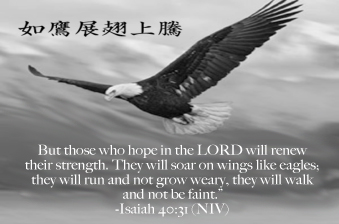 如鷹展翅上騰
But those who hope in the LORD will renew
their strength. They will soar on wings like eagles;
they will run and not grow weary, they will walk
and not be faint.”
-Isaiah 40:31 (NIV)